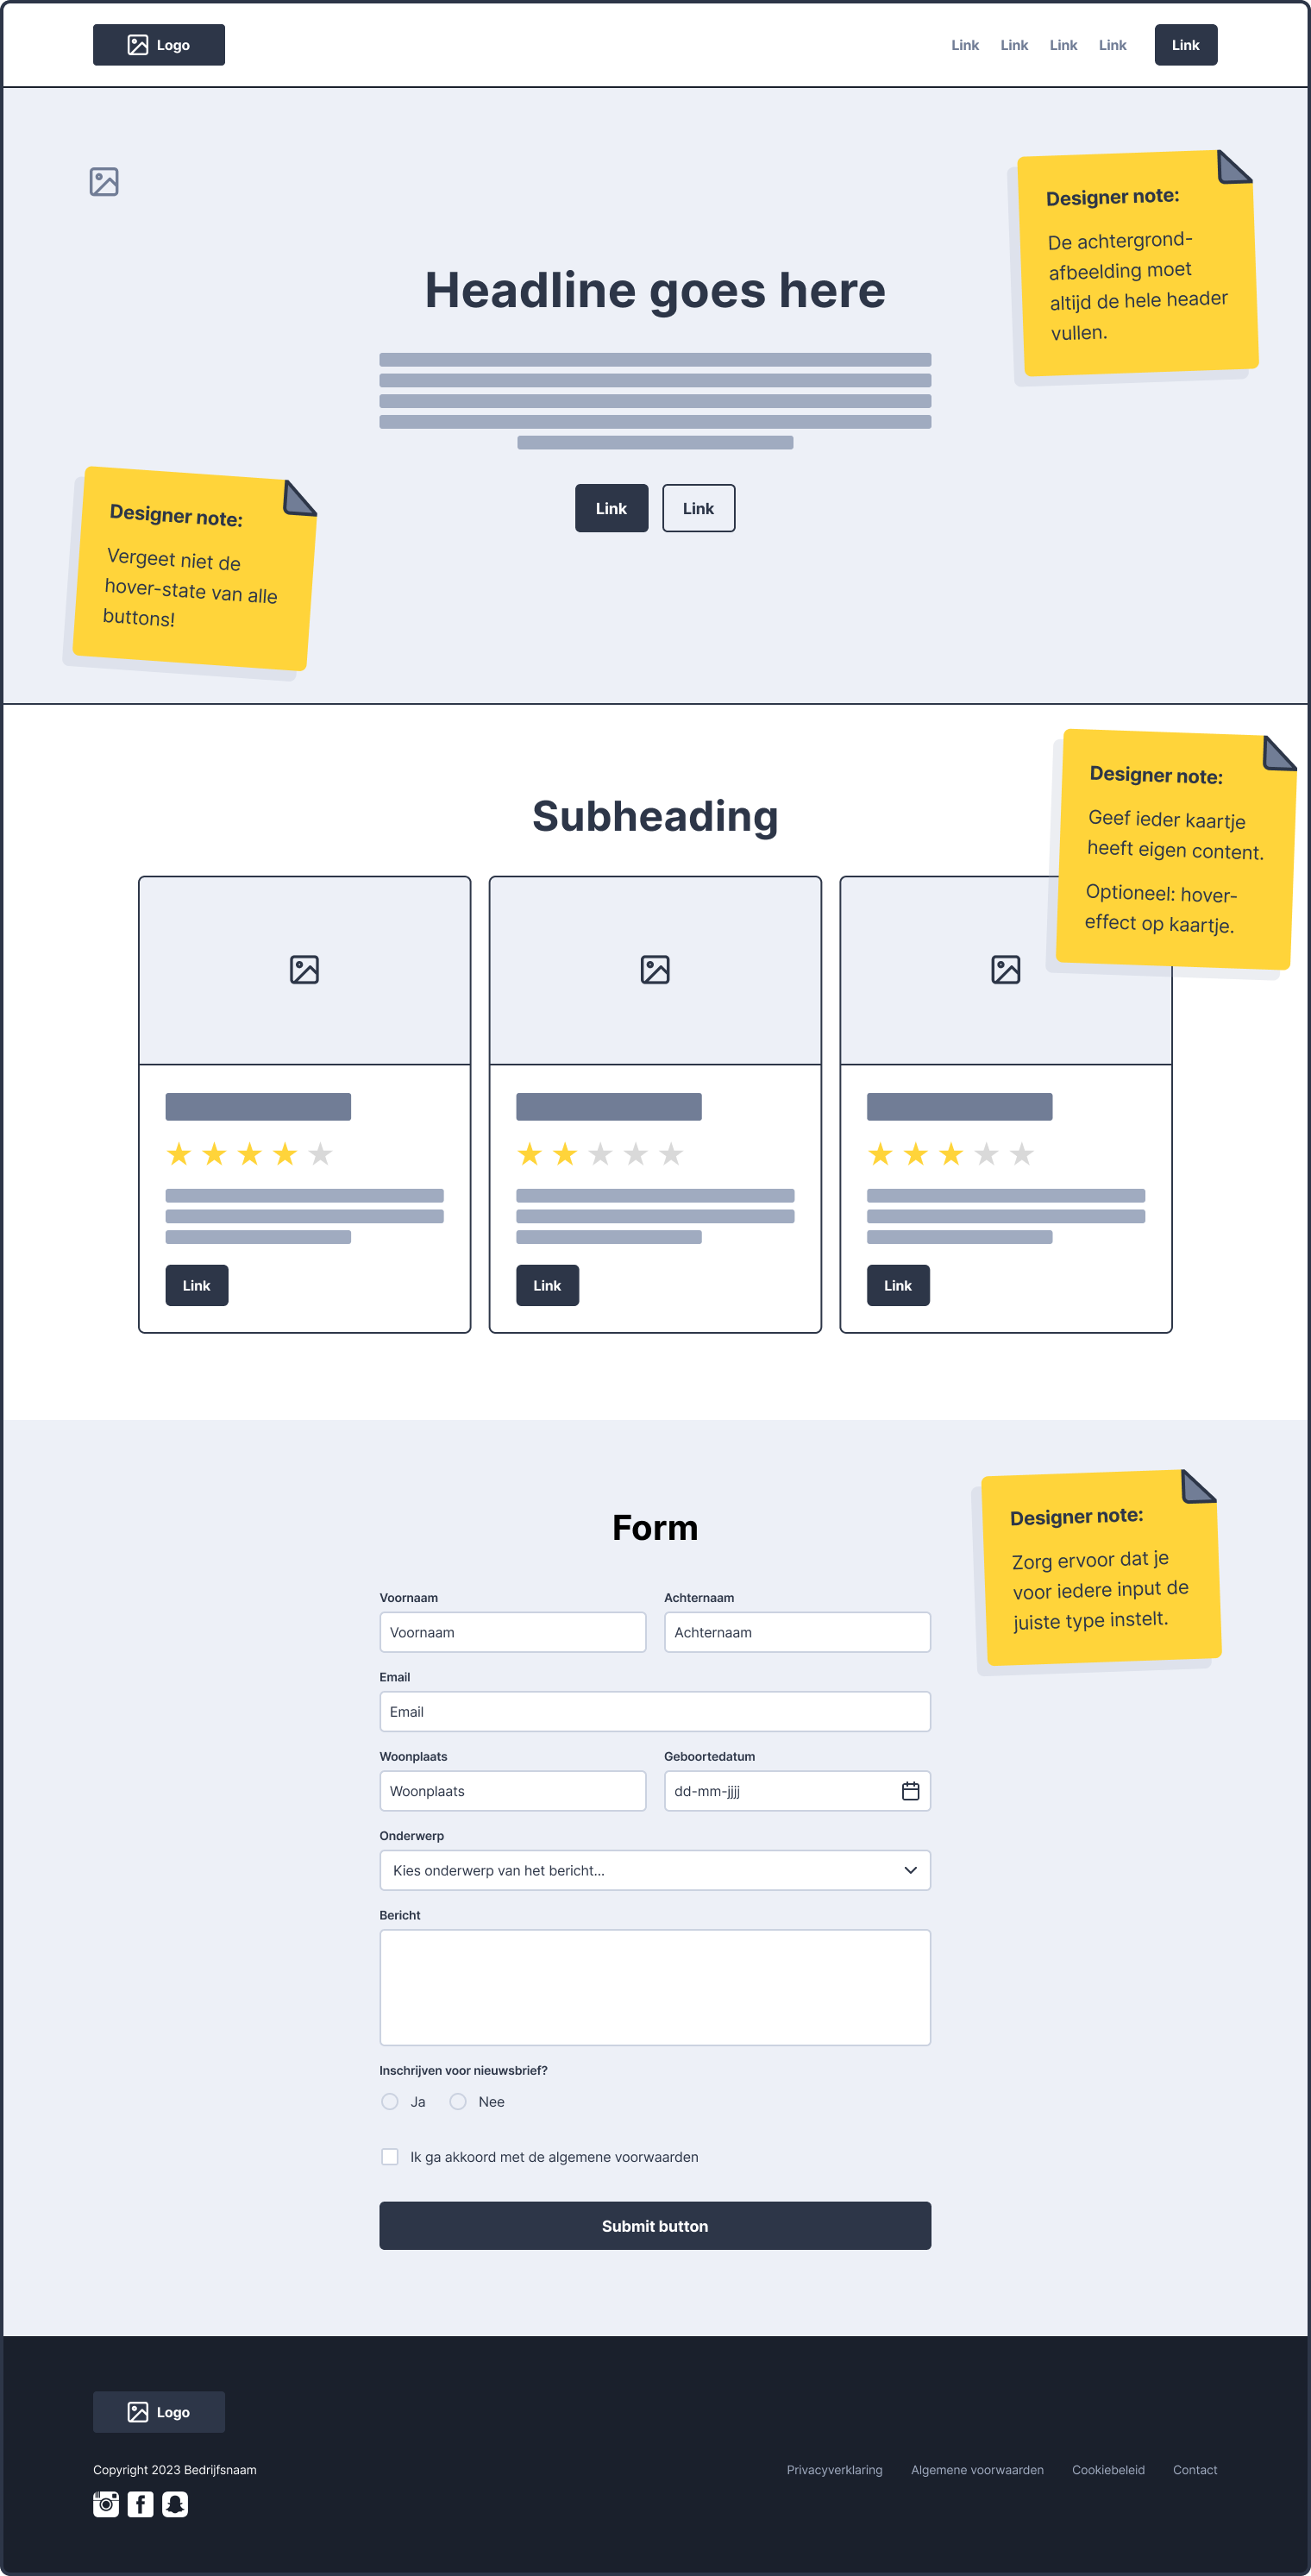 Logo
Link Link Link Link Link
Designer note:
De achtergrond-
afbeelding moet
altijd de hele header
vullen.
Headline goes here
Link Link
Designer note:
Vergeet niet de
hover-state van alle
buttons!
Designer note:
Geef ieder kaartje
heeft eigen content.
Optioneel: hover-
effect op kaartje.
Subheading
Link
Link
Link
Designer note:
Zorg ervoor dat je
voor iedere input de
juiste type instelt.
Form
Voornaam Achternaam
Voornaam Achternaam
Email
Email
Woonplaats Geboortedatum
Woonplaats dd-mm-jjjj
Onderwerp
Kies onderwerp van het bericht...
Bericht
Inschrijven voor nieuwsbrief?
Ja Nee
Ik ga akkoord met de algemene voorwaarden
Submit button
Logo
Copyright 2023 Bedrijfsnaam
Privacyverklaring Algemene voorwaarden Cookiebeleid Contact